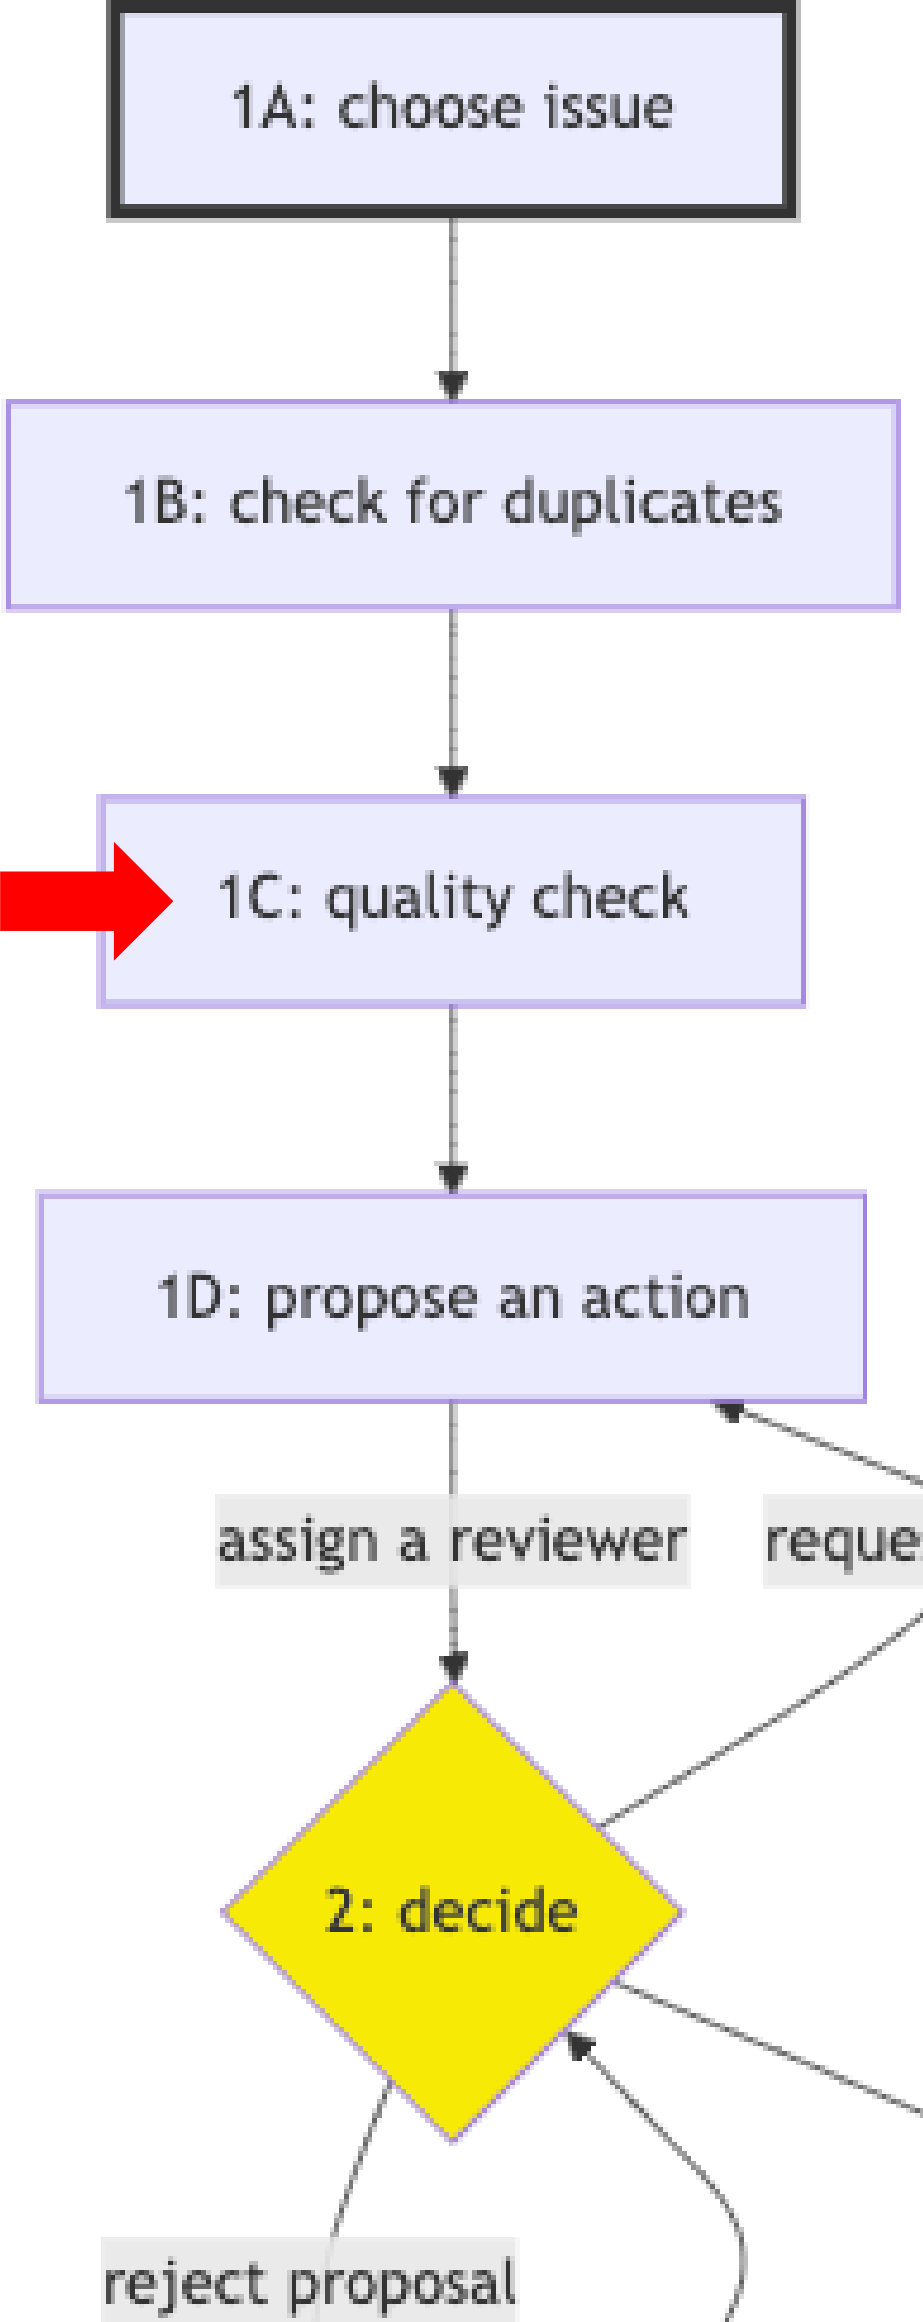 1A: choose issue
1B: check for duplicates
1C: quality check
1D: propose an action
assign a reviewer
2: decide
reject proposal